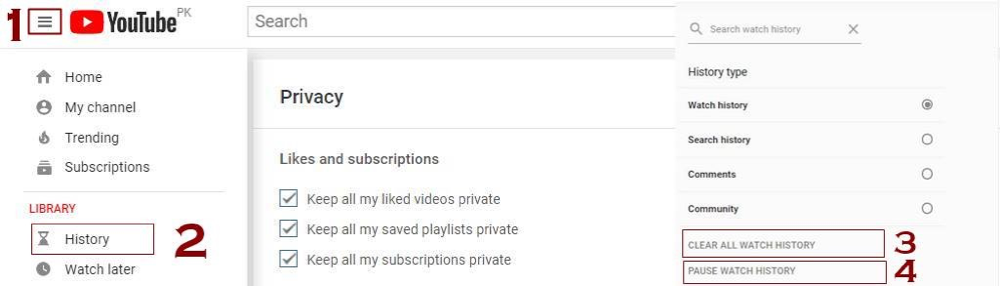 1
YouTube PK
Search
Home
My channel
Trending
Subscriptions
LIBRARY
History
2
Watch later
Privacy
Likes and subscriptions
Keep all my liked videos private
Keep all my saved playlists private
Keep all my subscriptions private
Search watch history
History type
Watch history
Search history
Comments
Community
CLEAR ALL WATCH HISTORY
3
PAUSE WATCH HISTORY
4